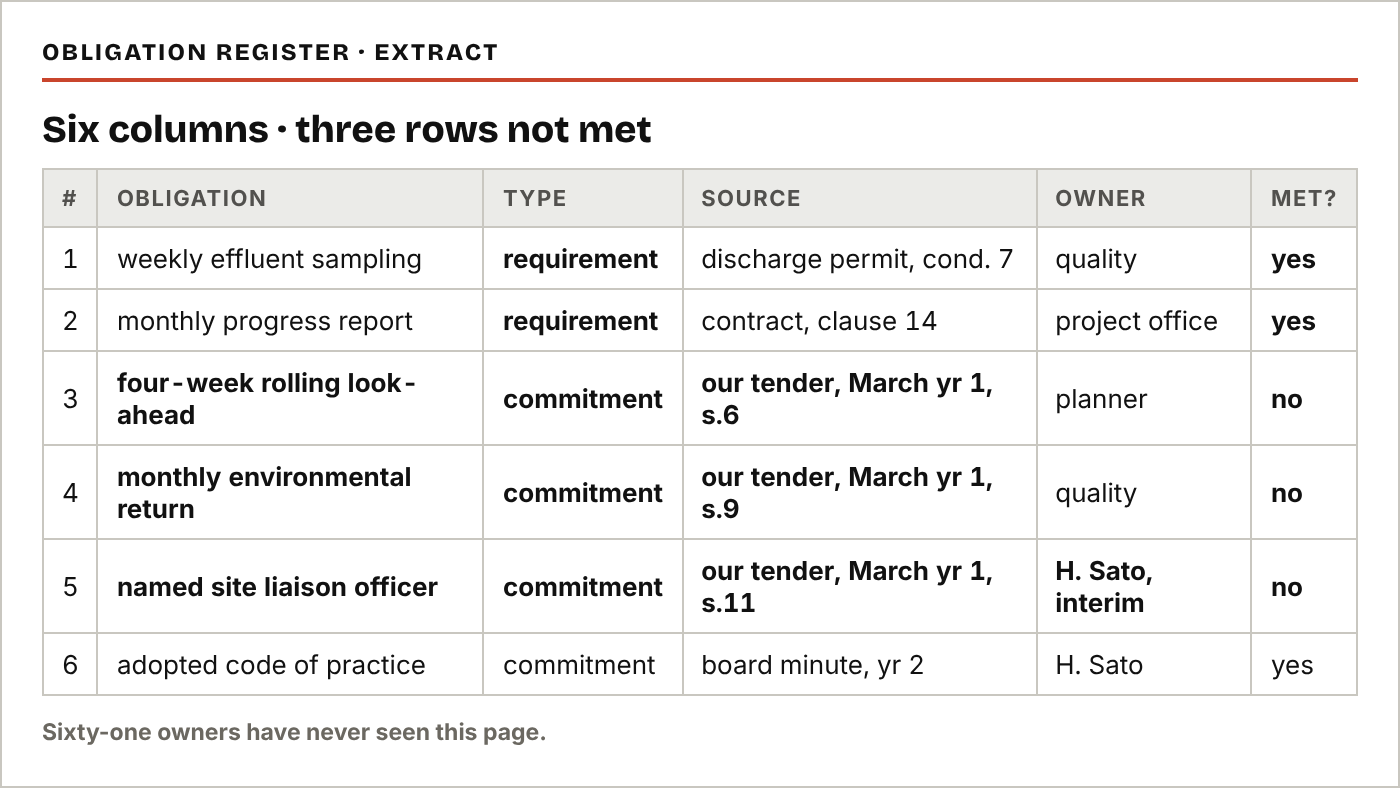 OBLIGATION REGISTER · EXTRACT
Six columns · three rows not met
# OBLIGATION TYPE SOURCE OWNER MET?
1 weekly effluent sampling requirement discharge permit, cond. 7 quality yes
2 monthly progress report requirement contract, clause 14 project office yes
3 four-week rolling look-ahead commitment our tender, March yr 1, s.6 planner no
4 monthly environmental return commitment our tender, March yr 1, s.9 quality no
5 named site liaison officer commitment our tender, March yr 1, s.11 H. Sato, interim no
6 adopted code of practice commitment board minute, yr 2 H. Sato yes
Sixty-one owners have never seen this page.